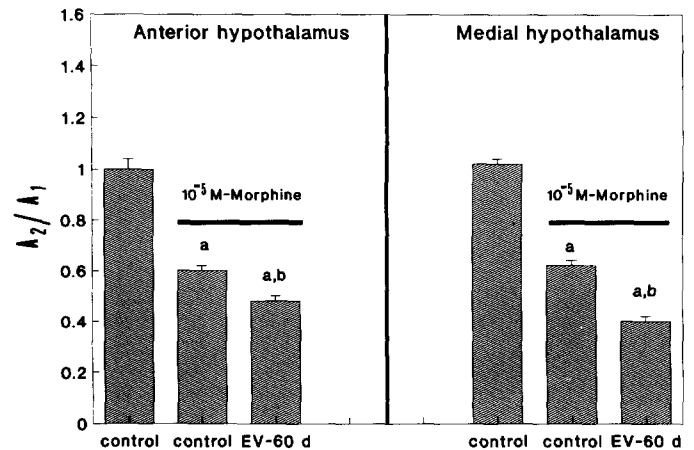 1.6
Anterior hypothalamus
Medial hypothalamus
1.4
1.2
1
0.8
0.6
0.4
0.2
0
A₂/A₁
10⁻⁵ M-Morphine
10⁻⁵ M-Morphine
a
a,b
a
a,b
control control EV-60 d control control EV-60 d